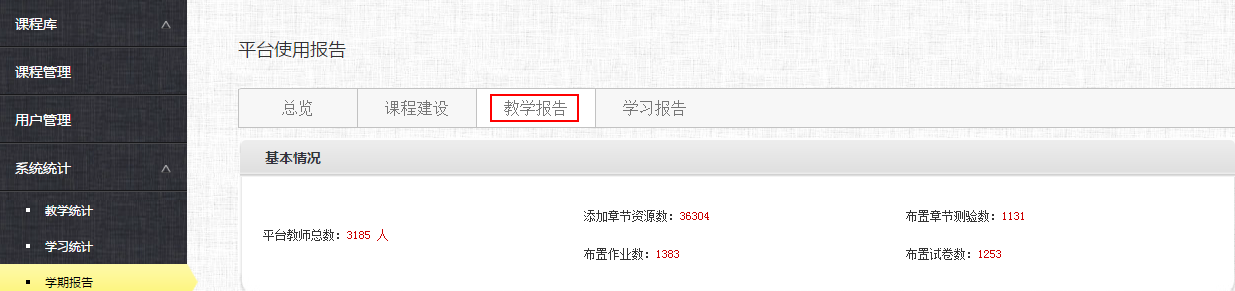 课程库
课程管理
用户管理
系统统计
教学统计
学习统计
学期报告
平台使用报告
总览 课程建设 教学报告 学习报告
基本情况
平台教师总数：3185 人
添加章节资源数：36304 布置章节测验数：1131
布置作业数：1383 布置试卷数：1253